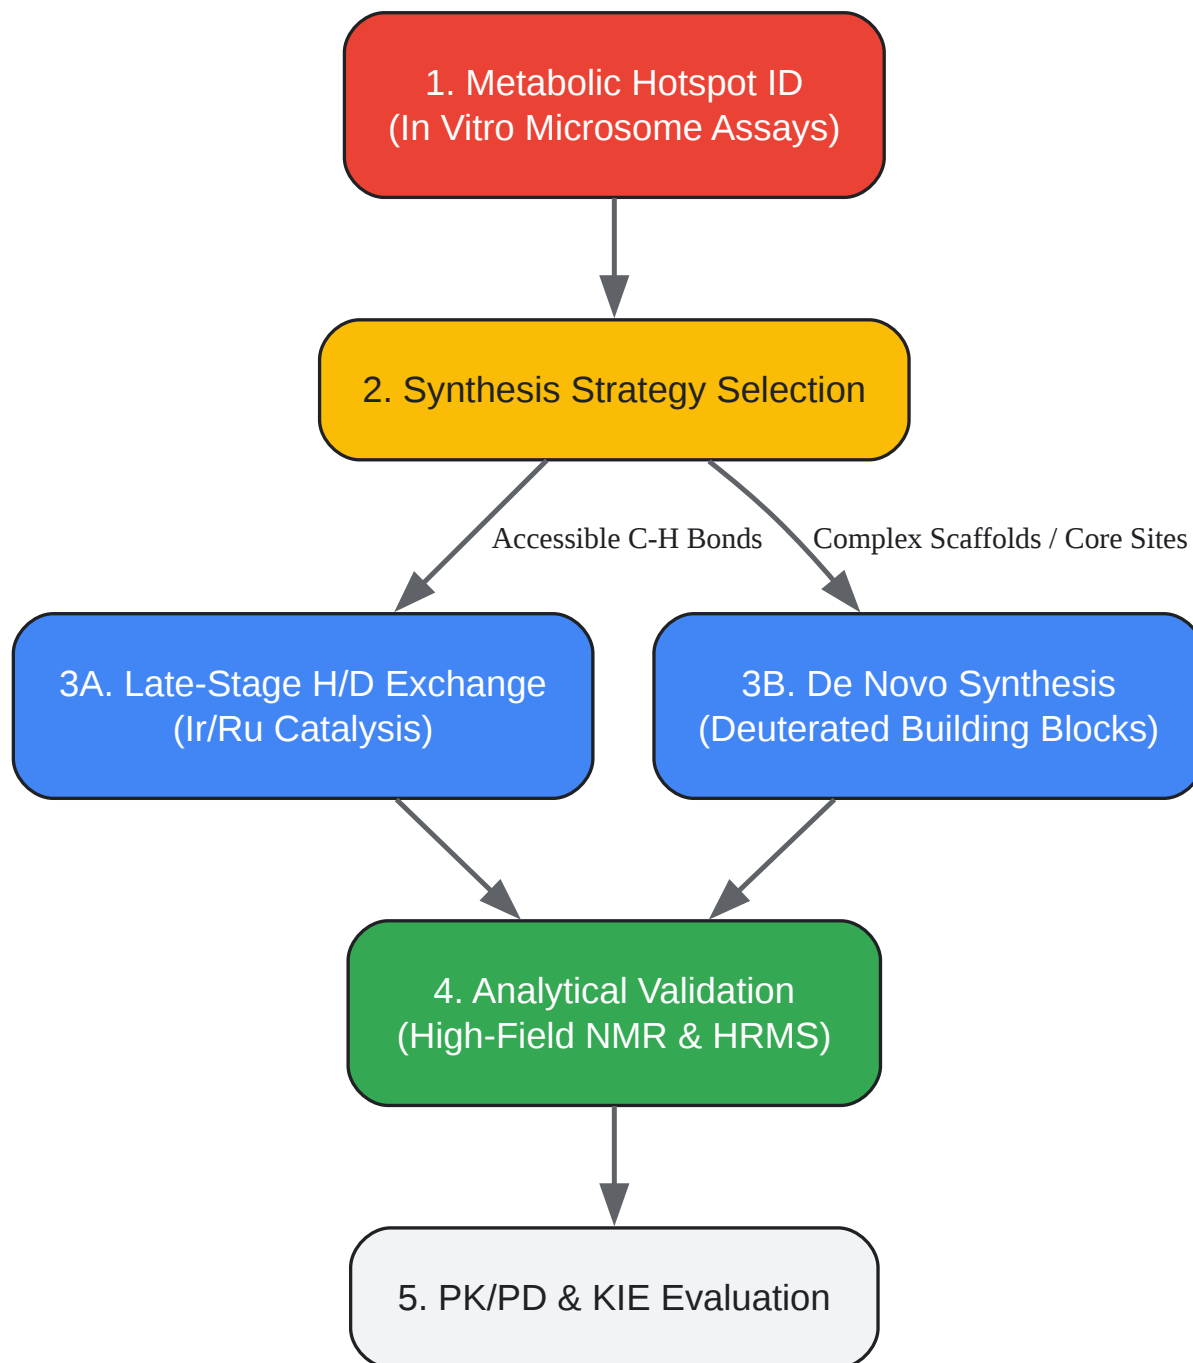 1. Metabolic Hotspot ID
(In Vitro Microsome Assays)
2. Synthesis Strategy Selection
Accessible C-H Bonds
Complex Scaffolds / Core Sites
3A. Late-Stage H/D Exchange
(Ir/Ru Catalysis)
3B. De Novo Synthesis
(Deuterated Building Blocks)
4. Analytical Validation
(High-Field NMR & HRMS)
5. PK/PD & KIE Evaluation